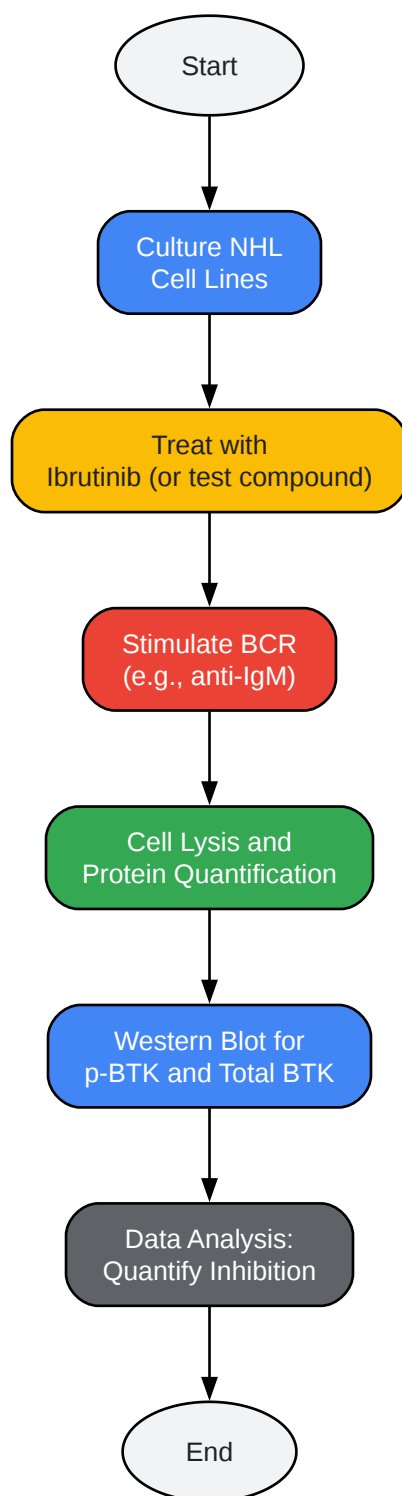 Start
Culture NHL
Cell Lines
Treat with
Ibrutinib (or test compound)
Stimulate BCR
(e.g., anti-IgM)
Cell Lysis and
Protein Quantification
Western Blot for
p-BTK and Total BTK
Data Analysis:
Quantify Inhibition
End